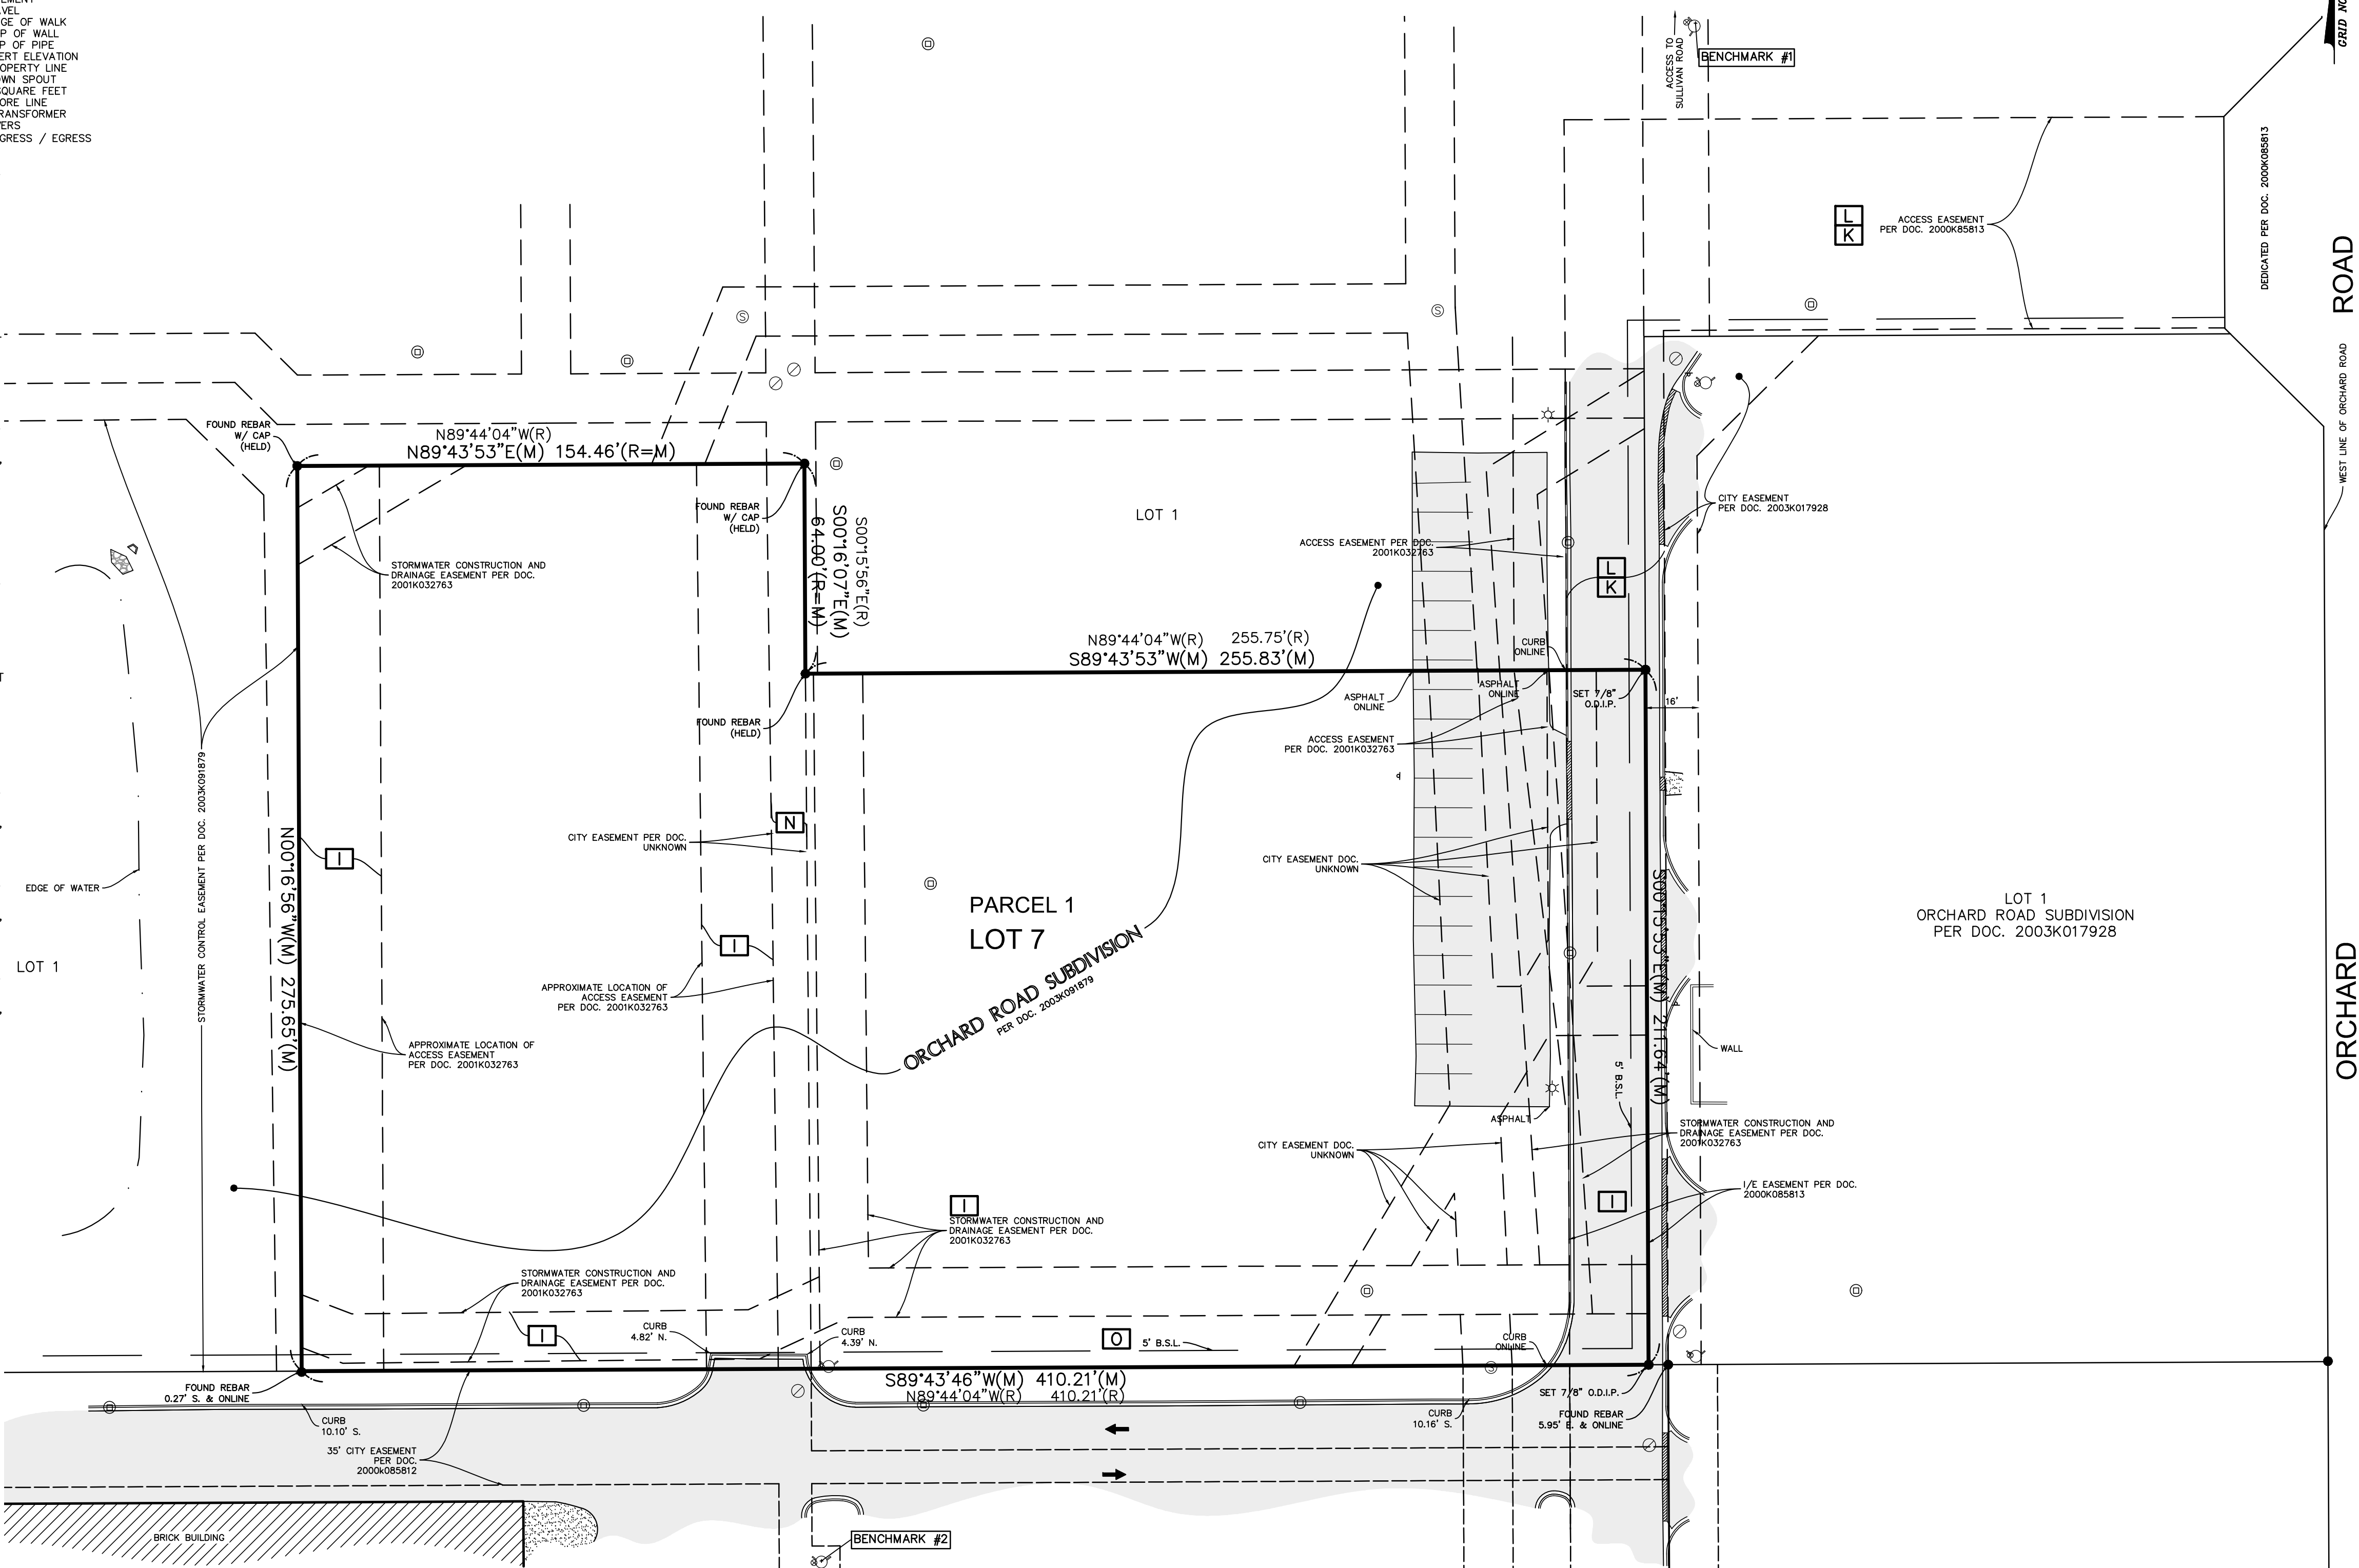 GE OF WALK
P OF WALL
P OF PIPE
ERT ELEVATION
OPERTY LINE
WN SPOUT
SQUARE FEET
ORE LINE
RANSFORMER
ERS
GRESS / EGRESS
ACCESS TO
SULLIVAN ROAD
BENCHMARK #1
GRID NO
DEDICATED PER DOC. 2000K085813
L
K
ACCESS EASEMENT
PER DOC. 2000K85813
ROAD
WEST LINE OF ORCHARD ROAD
FOUND REBAR
W/ CAP
(HELD)
N89°44'04"W(R)
N89°43'53"E(M) 154.46'(R=M)
FOUND REBAR
W/ CAP
(HELD)
S00°15'56"E(R)
S00°16'07"E(M)
64.00'(R=M)
LOT 1
CITY EASEMENT
PER DOC. 2003K017928
ACCESS EASEMENT PER DOC.
2001K032763
L
K
STORMWATER CONSTRUCTION AND
DRAINAGE EASEMENT PER DOC.
2001K032763
N89°44'04"W(R) 255.75'(R)
S89°43'53"W(M) 255.83'(M)
CURB
ONLINE
ASPHALT
ONLINE
ASPHALT
ONLINE
SET 7/8"
O.D.I.P.
16'
FOUND REBAR
(HELD)
ACCESS EASEMENT
PER DOC. 2001K032763
STORMWATER CONTROL EASEMENT PER DOC. 2003K091879
N
CITY EASEMENT PER DOC.
UNKNOWN
I
CITY EASEMENT DOC.
UNKNOWN
EDGE OF WATER
N00°16'56"W(M) 275.65'(M)
PARCEL 1
LOT 7
LOT 1
ORCHARD ROAD SUBDIVISION
PER DOC. 2003K017928
S00°15'53"E(M) 211.64'(M)
I
LOT 1
APPROXIMATE LOCATION OF
ACCESS EASEMENT
PER DOC. 2001K032763
ORCHARD ROAD SUBDIVISION
PER DOC. 2003K091879
ORCHARD
APPROXIMATE LOCATION OF
ACCESS EASEMENT
PER DOC. 2001K032763
WALL
5' B.S.L.
ASPHALT
STORMWATER CONSTRUCTION AND
DRAINAGE EASEMENT PER DOC.
2001K032763
CITY EASEMENT DOC.
UNKNOWN
I/E EASEMENT PER DOC.
2000K085813
I
I
STORMWATER CONSTRUCTION AND
DRAINAGE EASEMENT PER DOC.
2001K032763
STORMWATER CONSTRUCTION AND
DRAINAGE EASEMENT PER DOC.
2001K032763
I
CURB
4.82' N.
CURB
4.39' N.
O
5' B.S.L.
CURB
ONLINE
S89°43'46"W(M) 410.21'(M)
N89°44'04"W(R) 410.21'(R)
FOUND REBAR
0.27' S. & ONLINE
SET 7/8" O.D.I.P.
CURB
10.10' S.
CURB
10.16' S.
FOUND REBAR
5.95' E. & ONLINE
35' CITY EASEMENT
PER DOC.
2000k085812
BRICK BUILDING
BENCHMARK #2